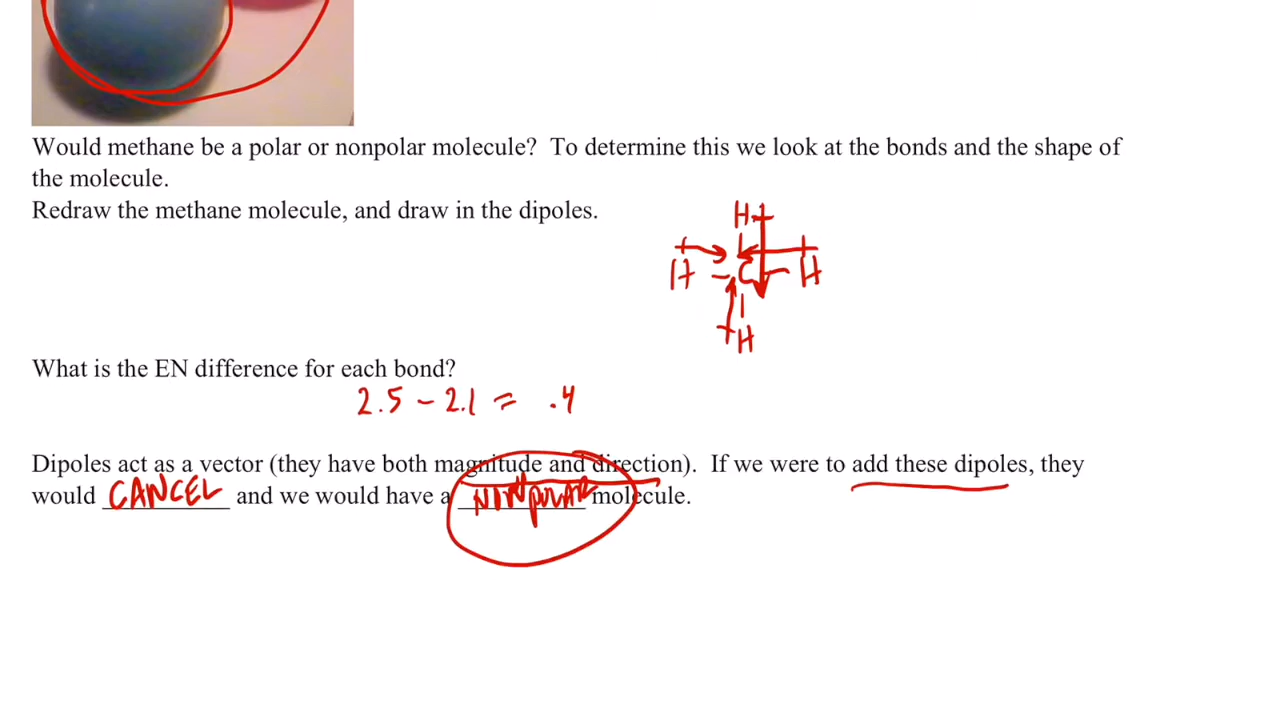 Would methane be a polar or nonpolar molecule? To determine this we look at the bonds and the shape of
the molecule.
Redraw the methane molecule, and draw in the dipoles.
H
H - C - H
H
What is the EN difference for each bond?
2.5 - 2.1 = .4
Dipoles act as a vector (they have both magnitude and direction). If we were to add these dipoles, they
would CANCEL and we would have a NONPOLAR molecule.